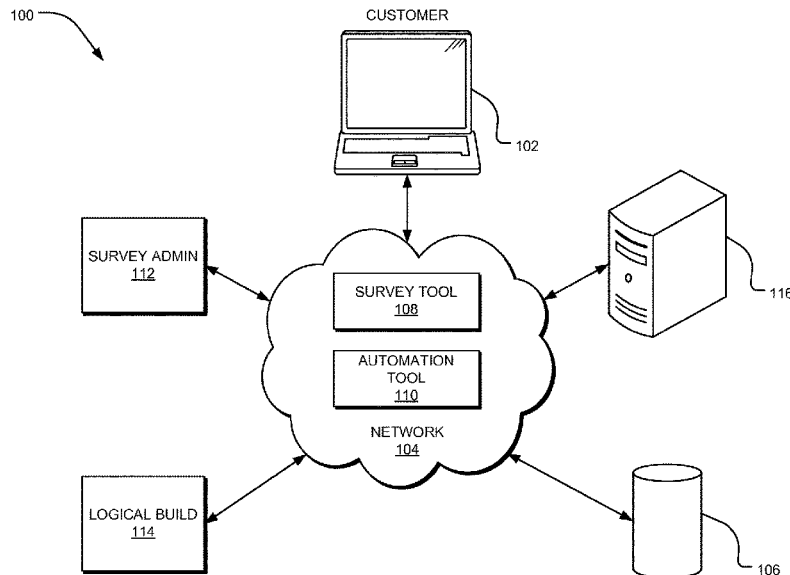 100
CUSTOMER
102
SURVEY ADMIN
112
116
SURVEY TOOL
108
AUTOMATION
TOOL
110
NETWORK
104
LOGICAL BUILD
114
106